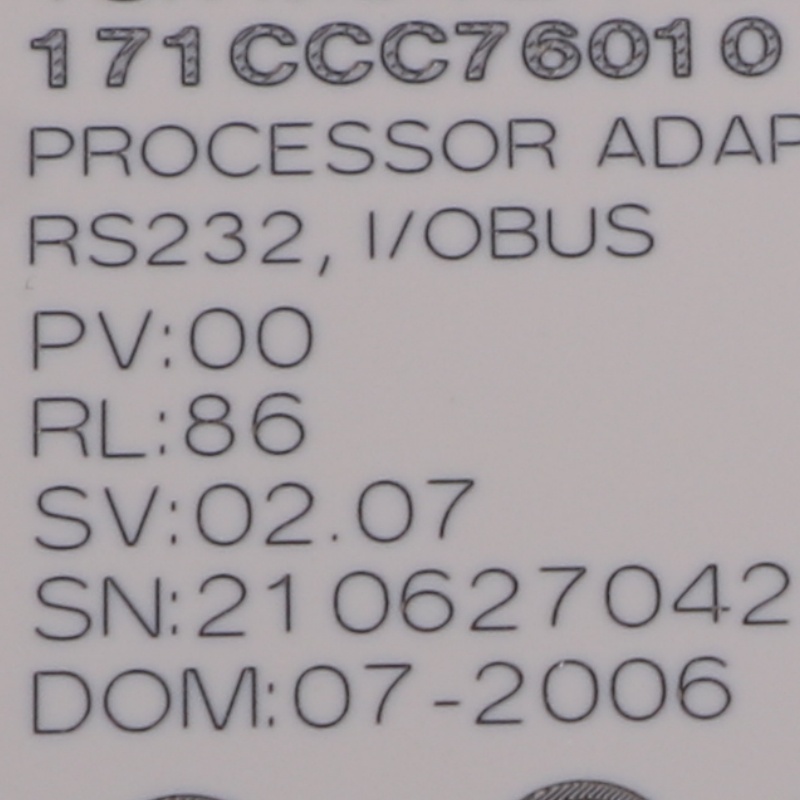 171CCC76010
PROCESSOR ADAP
RS232, I/OBUS
PV:00
RL:86
SV:02.07
SN:210627042
DOM:07-2006